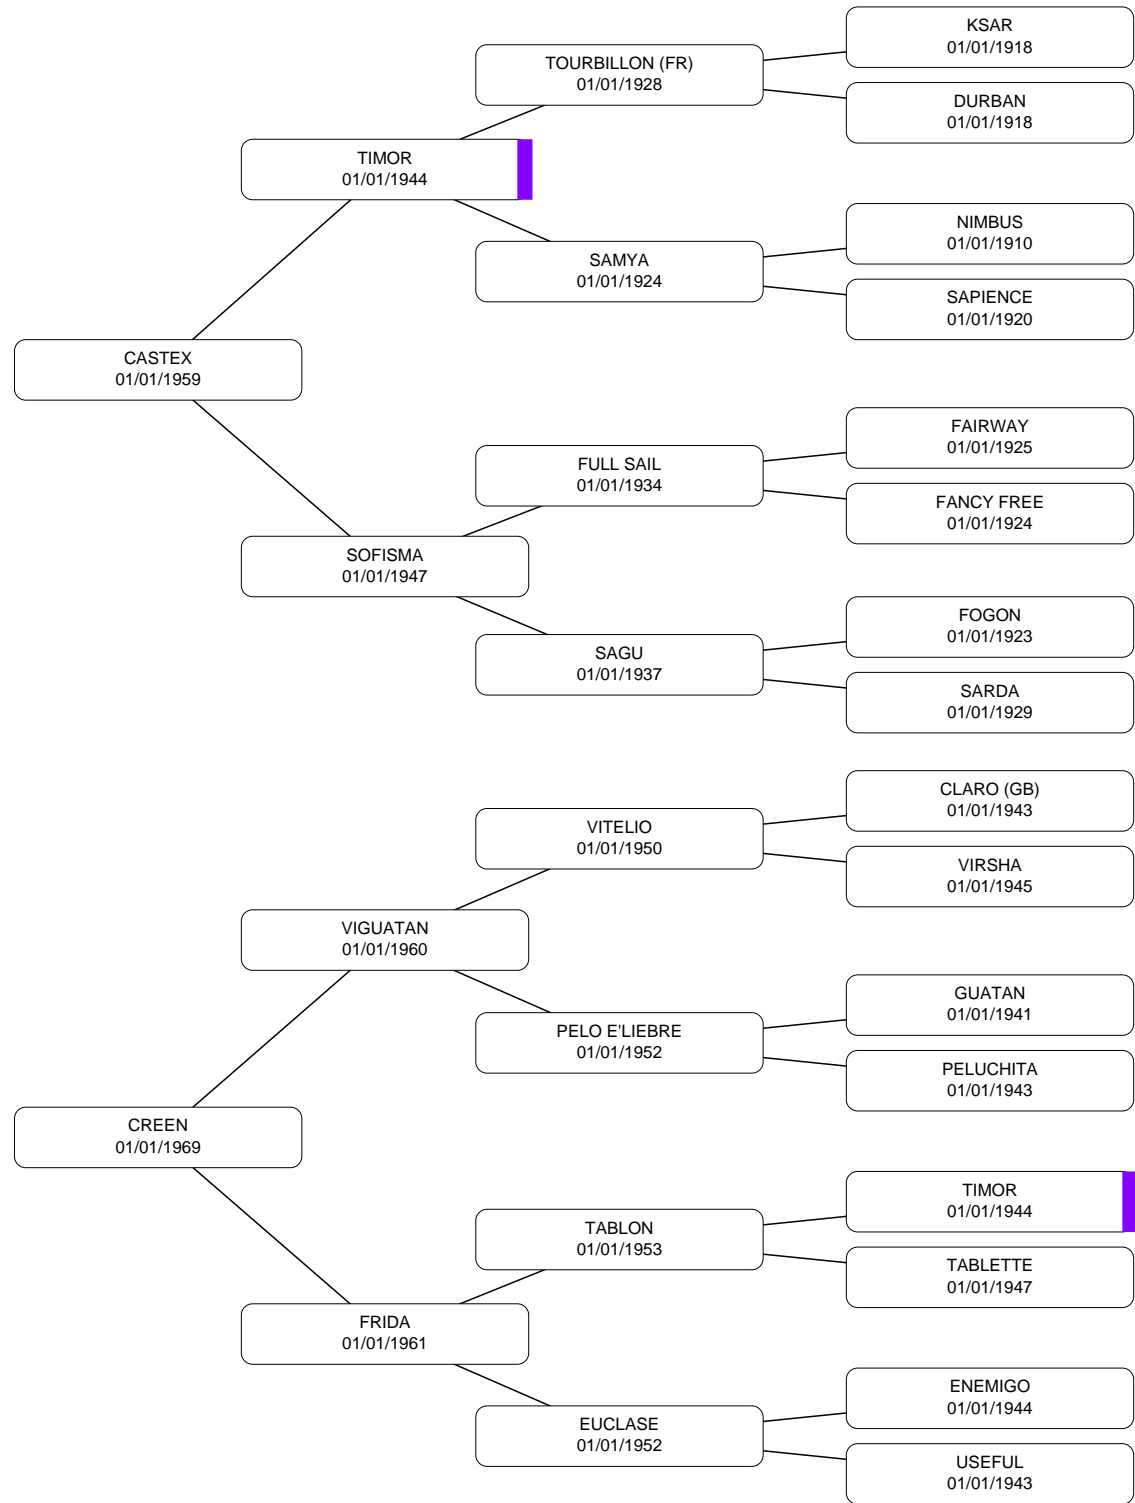 KSAR
01/01/1918
TOURBILLON (FR)
01/01/1928
DURBAN
01/01/1918
TIMOR
01/01/1944
NIMBUS
01/01/1910
SAMYA
01/01/1924
SAPIENCE
01/01/1920
CASTEX
01/01/1959
FAIRWAY
01/01/1925
FULL SAIL
01/01/1934
FANCY FREE
01/01/1924
SOFISMA
01/01/1947
FOGON
01/01/1923
SAGU
01/01/1937
SARDA
01/01/1929
CLARO (GB)
01/01/1943
VITELIO
01/01/1950
VIRSHA
01/01/1945
VIGUATAN
01/01/1960
GUATAN
01/01/1941
PELO E'LIEBRE
01/01/1952
PELUCHITA
01/01/1943
CREEN
01/01/1969
TIMOR
01/01/1944
TABLON
01/01/1953
TABLETTE
01/01/1947
FRIDA
01/01/1961
ENEMIGO
01/01/1944
EUCLASE
01/01/1952
USEFUL
01/01/1943